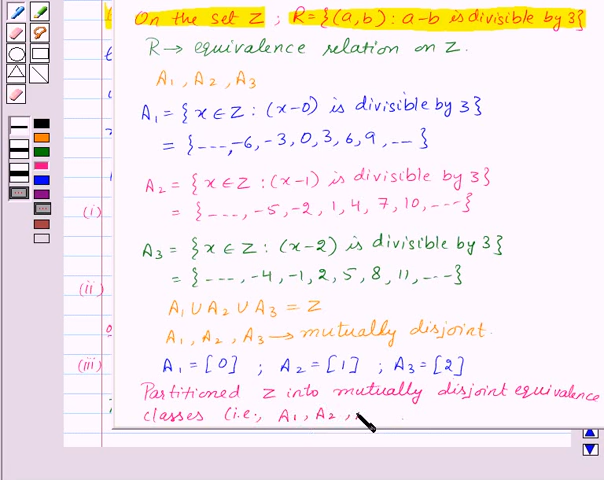 On the set Z ; R={(a,b) : a-b is divisible by 3}
R→ equivalence relation on Z.
A1, A2, A3
A1 = {x∈Z : (x-0) is divisible by 3}
= {...., -6, -3, 0, 3, 6, 9, ....}
A2 = {x∈Z : (x-1) is divisible by 3}
(i) = {...., -5, -2, 1, 4, 7, 10, ....}
A3 = {x∈Z : (x-2) is divisible by 3}
(ii) = {...., -4, -1, 2, 5, 8, 11, ....}
A1 ∪ A2 ∪ A3 = Z
A1, A2, A3 → mutually disjoint.
(iii) A1 = [0] ; A2 = [1] ; A3 = [2]
Partitioned Z into mutually disjoint equivalence
classes (i.e., A1, A2,